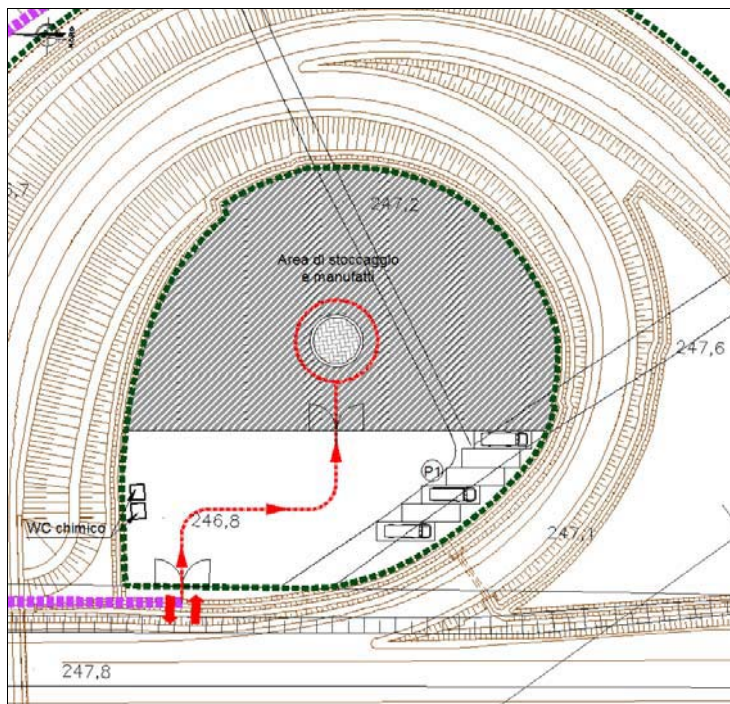 247,2
Area di stoccaggio
e manufatti
247,6
P1
246,8
WC chimico
247,1
247,8